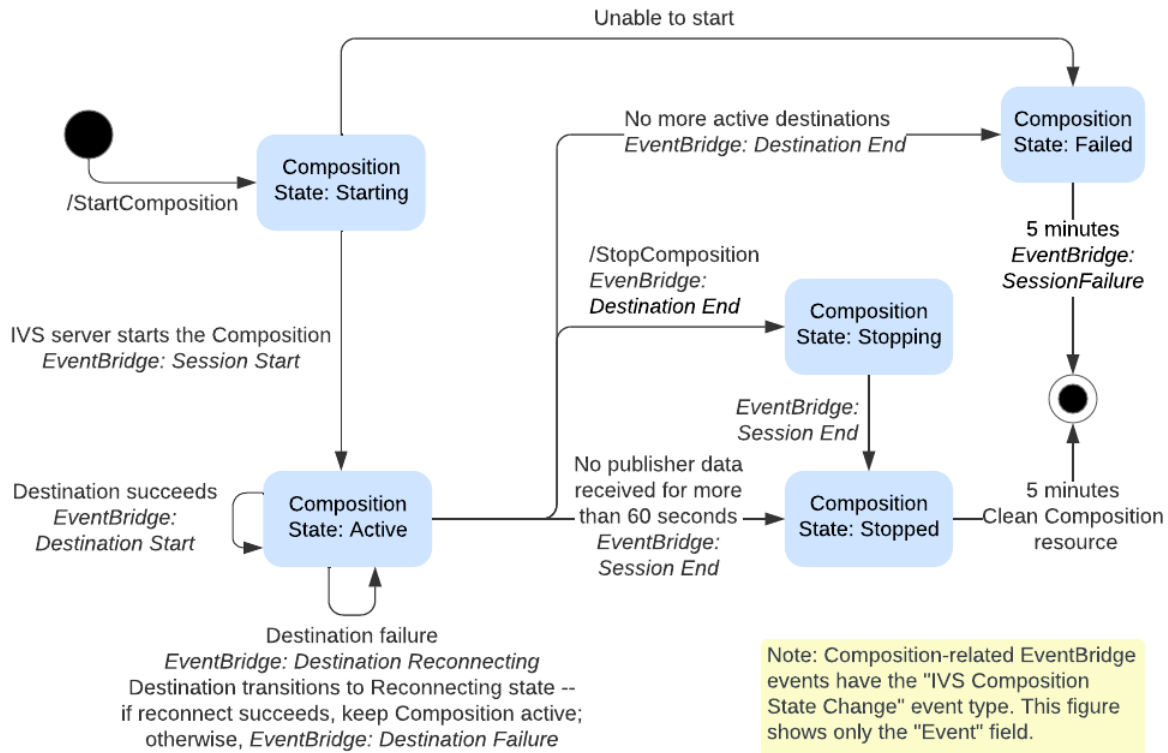 Unable to start
Composition
State: Failed
No more active destinations
EventBridge: Destination End
Composition
State: Starting
/StartComposition
5 minutes
EventBridge:
SessionFailure
/StopComposition
EvenBridge:
Destination End
Composition
State: Stopping
IVS server starts the Composition
EventBridge: Session Start
EventBridge:
Session End
Destination succeeds
EventBridge:
Destination Start
Composition
State: Active
No publisher data
received for more
than 60 seconds
EventBridge:
Session End
Composition
State: Stopped
5 minutes
Clean Composition
resource
Destination failure
EventBridge: Destination Reconnecting
Destination transitions to Reconnecting state --
if reconnect succeeds, keep Composition active;
otherwise, EventBridge: Destination Failure
Note: Composition-related EventBridge
events have the "IVS Composition
State Change" event type. This figure
shows only the "Event" field.